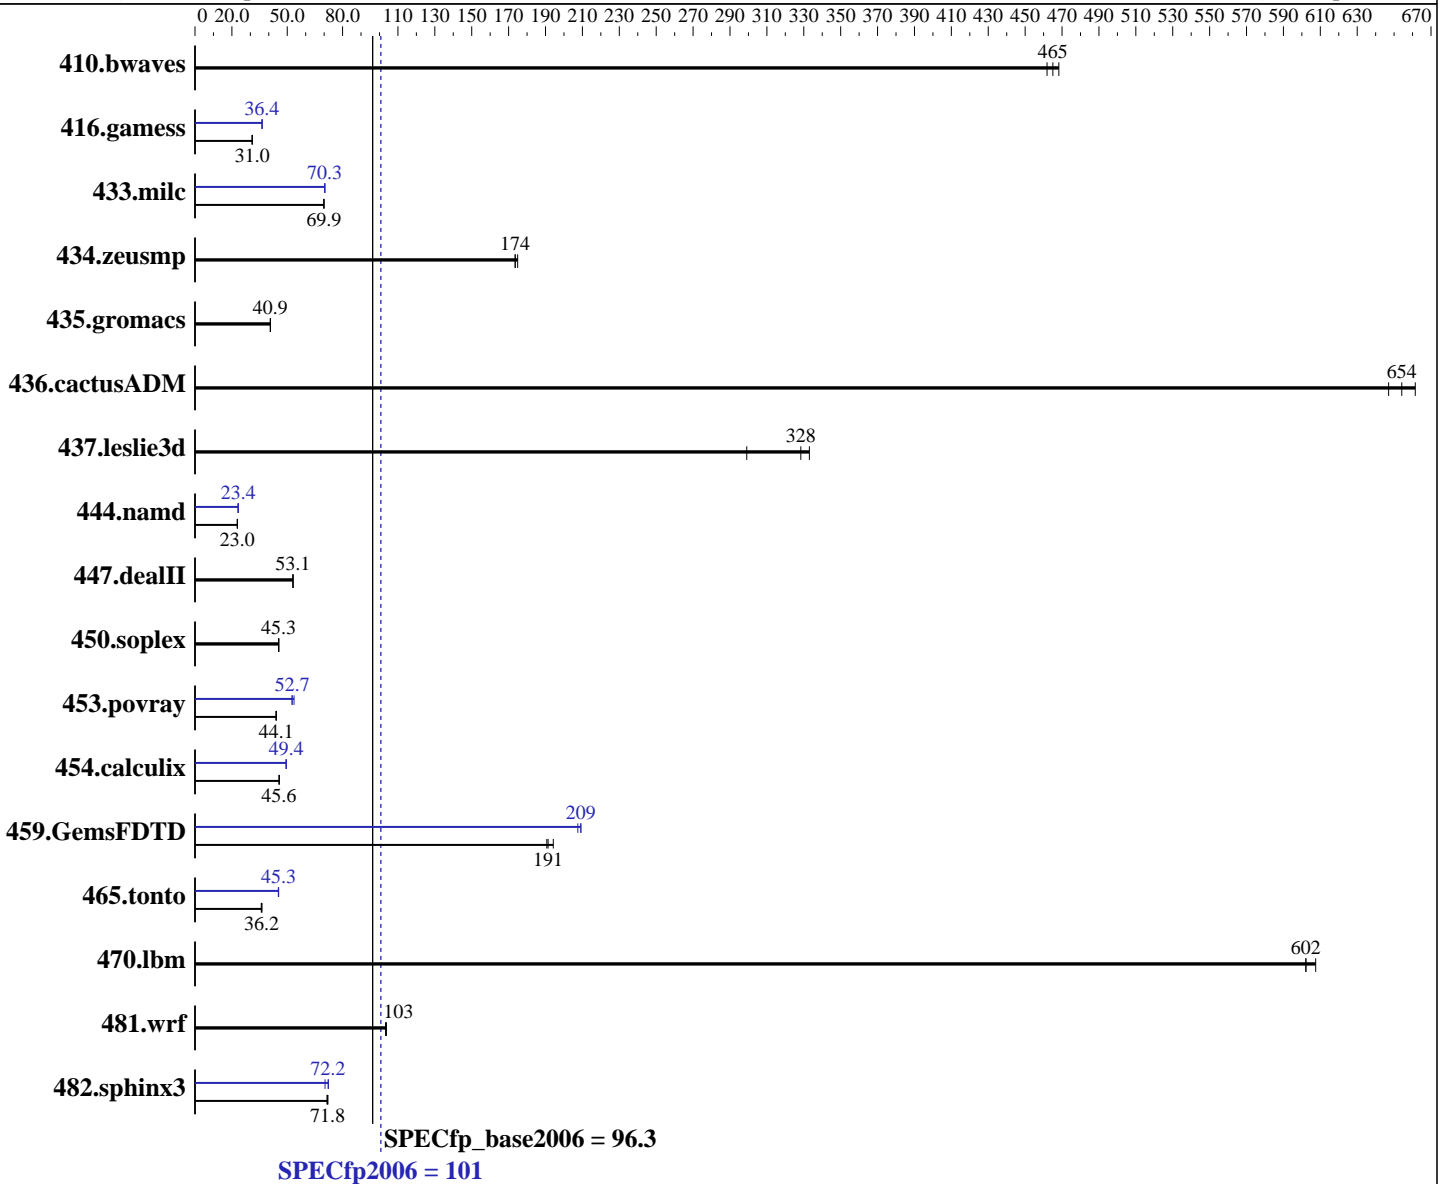 0 20.0 50.0 80.0 110 130 150 170 190 210 230 250 270 290 310 330 350 370 390 410 430 450 470 490 510 530 550 570 590 610 630 670
410.bwaves 465
416.gamess 36.4
31.0
433.milc 70.3
69.9
434.zeusmp 174
435.gromacs 40.9
436.cactusADM 654
437.leslie3d 328
444.namd 23.4
23.0
447.dealII 53.1
450.soplex 45.3
453.povray 52.7
44.1
454.calculix 49.4
45.6
459.GemsFDTD 209
191
465.tonto 45.3
36.2
470.lbm 602
481.wrf 103
482.sphinx3 72.2
71.8
SPECfp_base2006 = 96.3
SPECfp2006 = 101